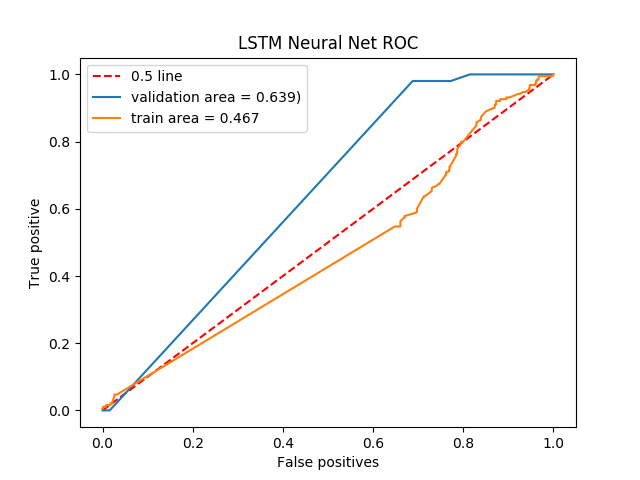 LSTM Neural Net ROC
0.5 line
validation area = 0.639)
train area = 0.467
1.0
0.8
0.6
0.4
0.2
0.0
True positive
0.0 0.2 0.4 0.6 0.8 1.0
False positives